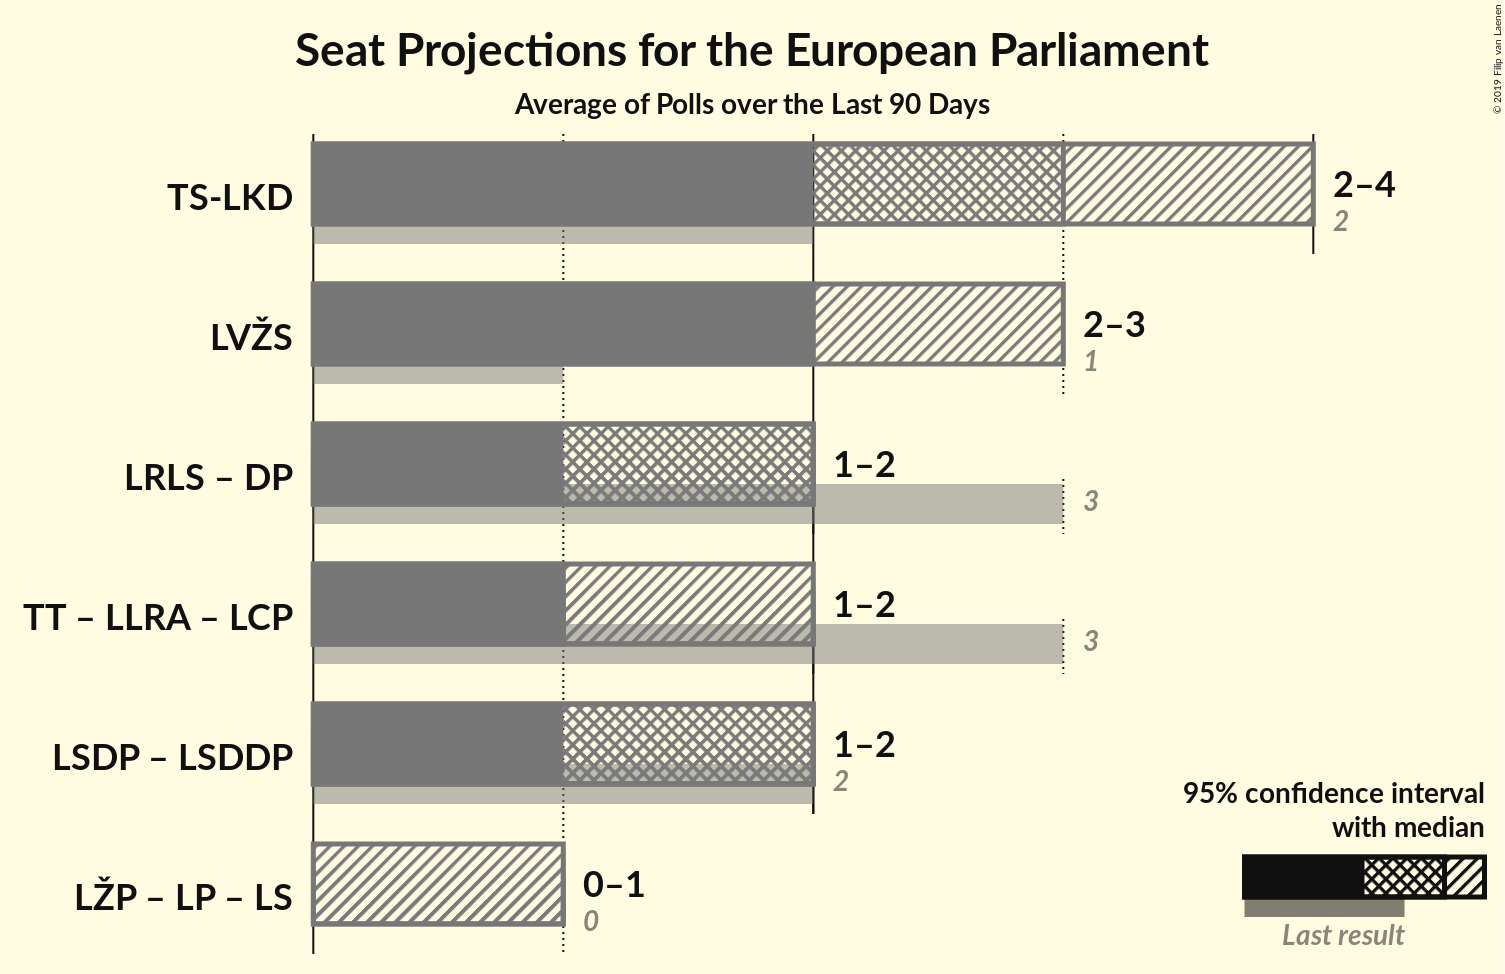 Seat Projections for the European Parliament
Average of Polls over the Last 90 Days
© 2019 Filip van Laenen
TS-LKD
2–4
2
LVŽS
2–3
1
LRLS – DP
1–2
3
TT – LLRA – LCP
1–2
3
LSDP – LSDDP
1–2
2
LŽP – LP – LS
0–1
0
95% confidence interval
with median
Last result